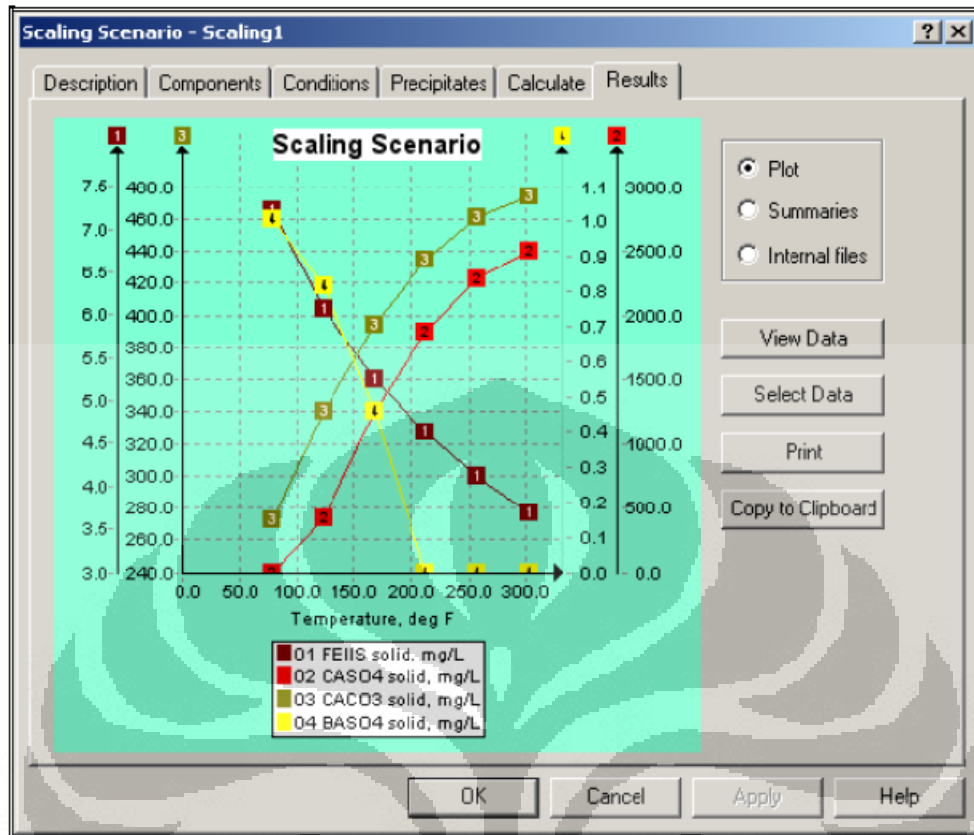 Scaling Scenario - Scaling1
? X
Description Components Conditions Precipitates Calculate Results
1 3 Scaling Scenario 4 2
7.5 480.0 1.1 3000.0
7.0 460.0 1.0
6.5 440.0 0.9 2500.0
420.0 0.8
6.0 400.0 0.7 2000.0
5.5 380.0 0.6
5.0 360.0 0.5 1500.0
4.5 340.0 0.4 1000.0
320.0
4.0 300.0 0.3
3.5 280.0 0.2 500.0
260.0 0.1
3.0 240.0 0.0 0.0
0.0 50.0 100.0 150.0 200.0 250.0 300.0
Temperature, deg F
01 FEIIS solid, mg/L
02 CASO4 solid, mg/L
03 CACO3 solid, mg/L
04 BASO4 solid, mg/L
Plot
Summaries
Internal files
View Data
Select Data
Print
Copy to Clipboard
OK Cancel Apply Help